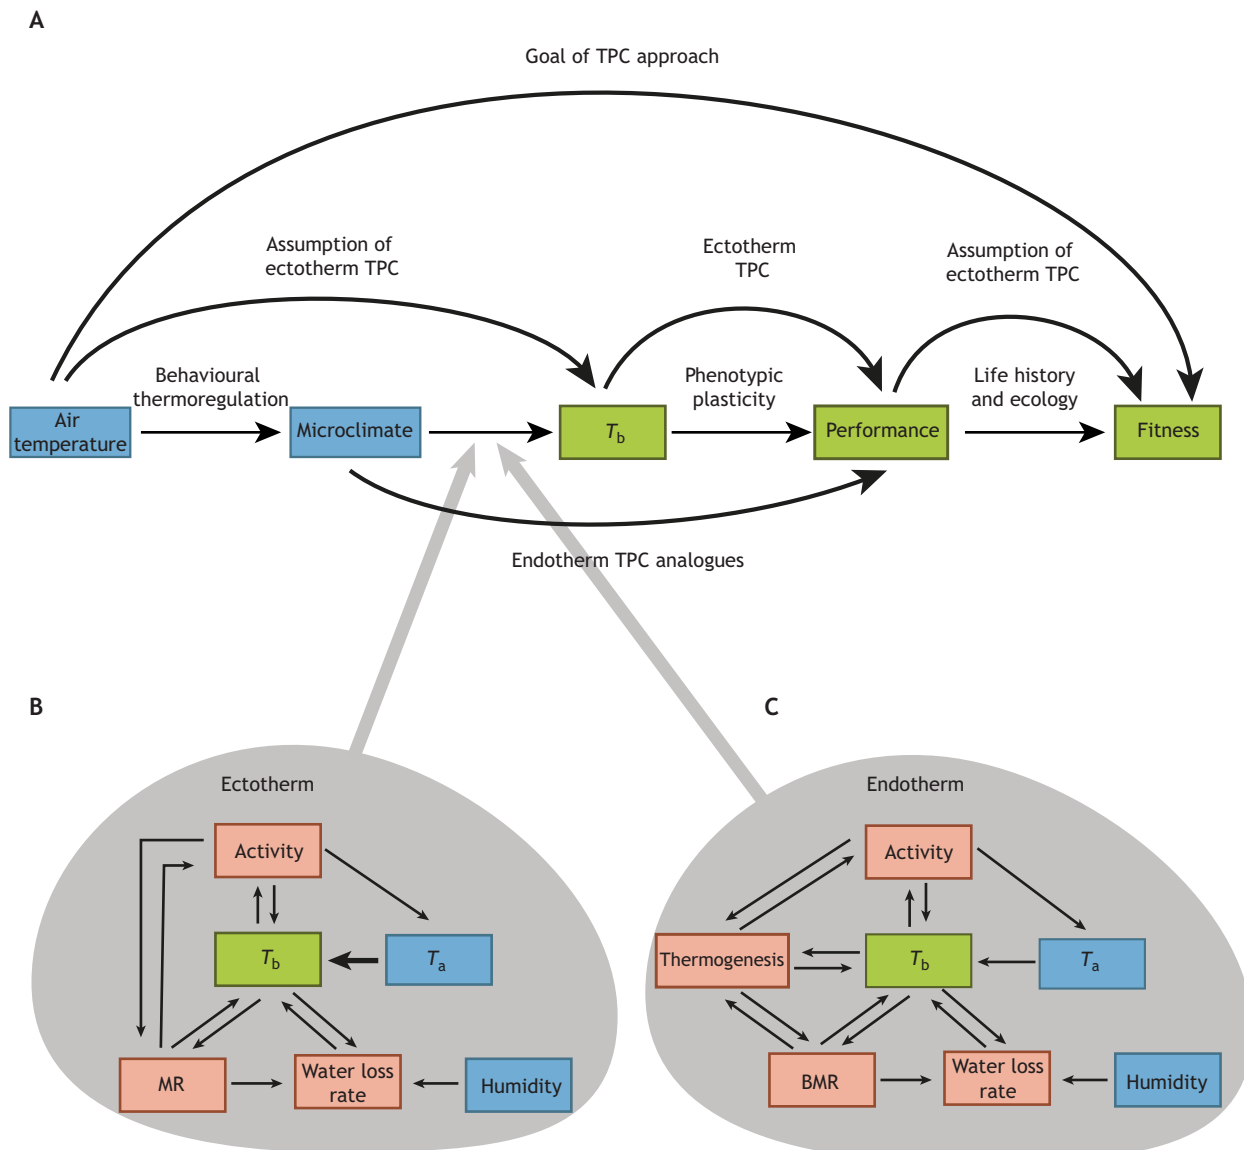 A
Goal of TPC approach
Assumption of
ectotherm TPC
Ectotherm
TPC
Assumption of
ectotherm TPC
Behavioural
thermoregulation
Phenotypic
plasticity
Life history
and ecology
Air
temperature
Microclimate
Tb
Performance
Fitness
Endotherm TPC analogues
B
Ectotherm
Activity
Tb
Ta
MR
Water loss
rate
Humidity
C
Endotherm
Activity
Thermogenesis
Tb
Ta
BMR
Water loss
rate
Humidity